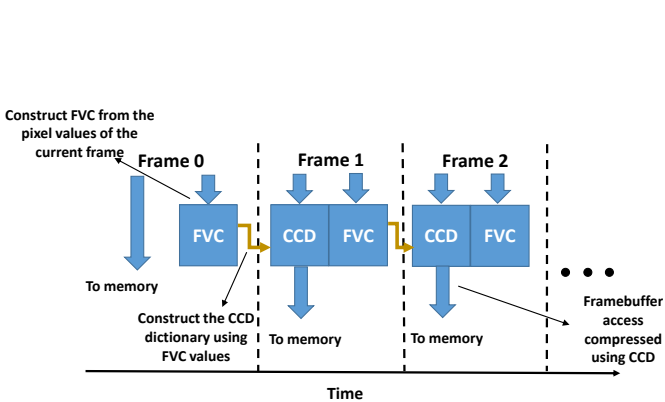 Construct FVC from the
pixel values of the
current frame
Frame 0
Frame 1
Frame 2
FVC
CCD
FVC
CCD
FVC
To memory
Construct the CCD
dictionary using
FVC values
To memory
To memory
Framebuffer
access
compressed
using CCD
Time